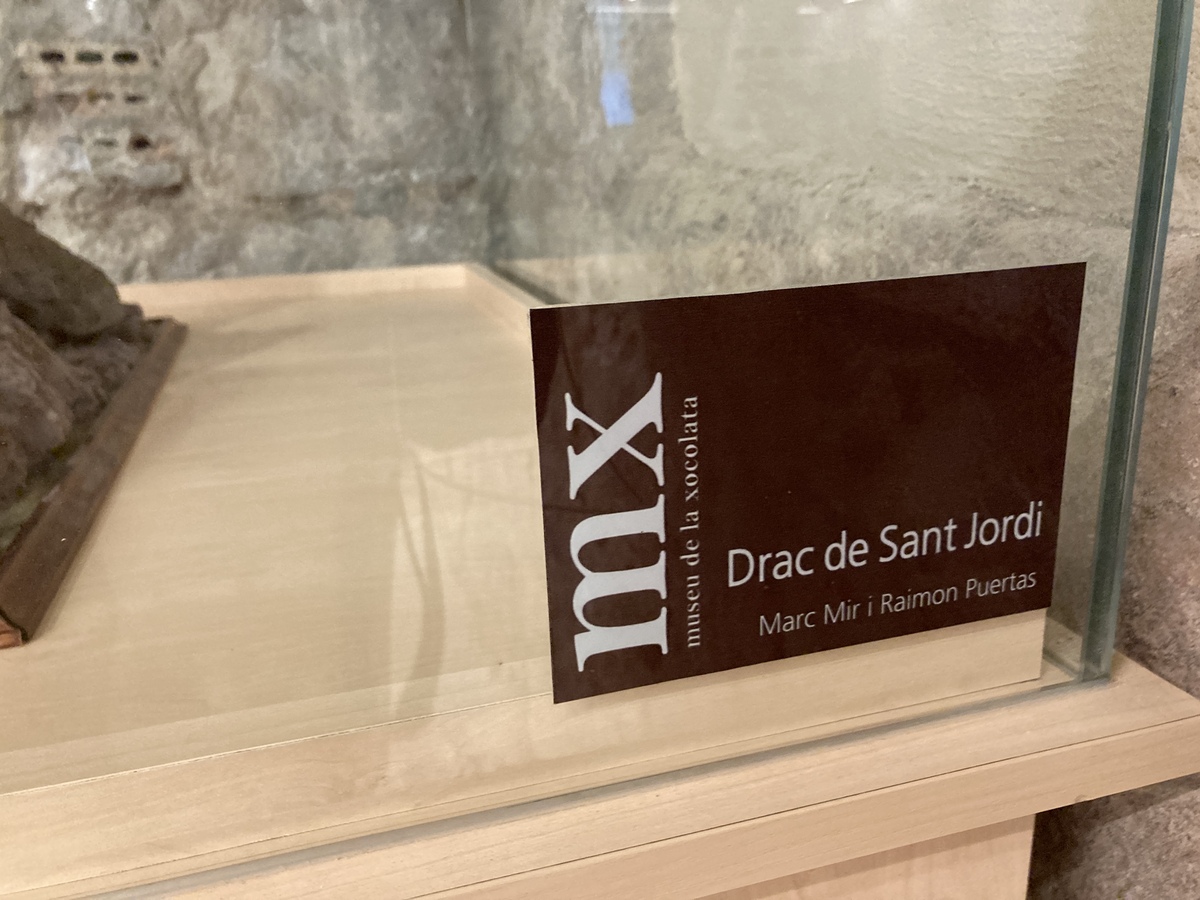 mx
museu de la xocolata
Drac de Sant Jordi
Marc Mir i Raimon Puertas